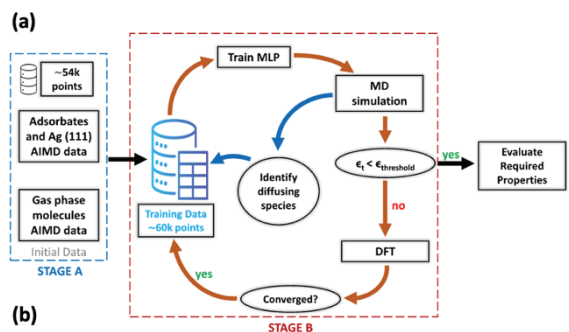 (a)
~54k
points
Adsorbates
and Ag (111)
AIMD data
Gas phase
molecules
AIMD data
Initial Data
STAGE A
Train MLP
MD
simulation
Identify
diffusing
species
Training Data
~60k points
ϵt < ϵthreshold
yes
Evaluate
Required
Properties
no
DFT
Converged?
yes
STAGE B
(b)